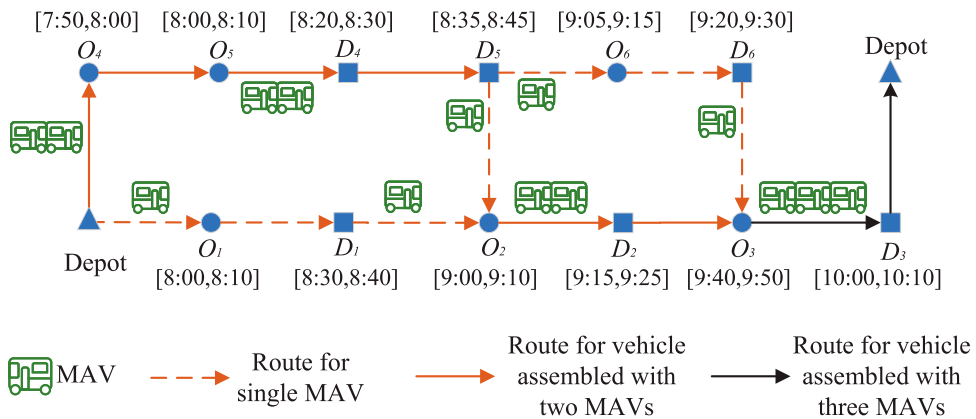 [7:50,8:00] [8:00,8:10] [8:20,8:30] [8:35,8:45] [9:05,9:15] [9:20,9:30]
O4 O5 D4 D5 O6 D6 Depot
Depot O1 D1 O2 D2 O3 D3
[8:00,8:10] [8:30,8:40] [9:00,9:10] [9:15,9:25] [9:40,9:50] [10:00,10:10]
MAV
Route for
single MAV
Route for vehicle
assembled with
two MAVs
Route for vehicle
assembled with
three MAVs